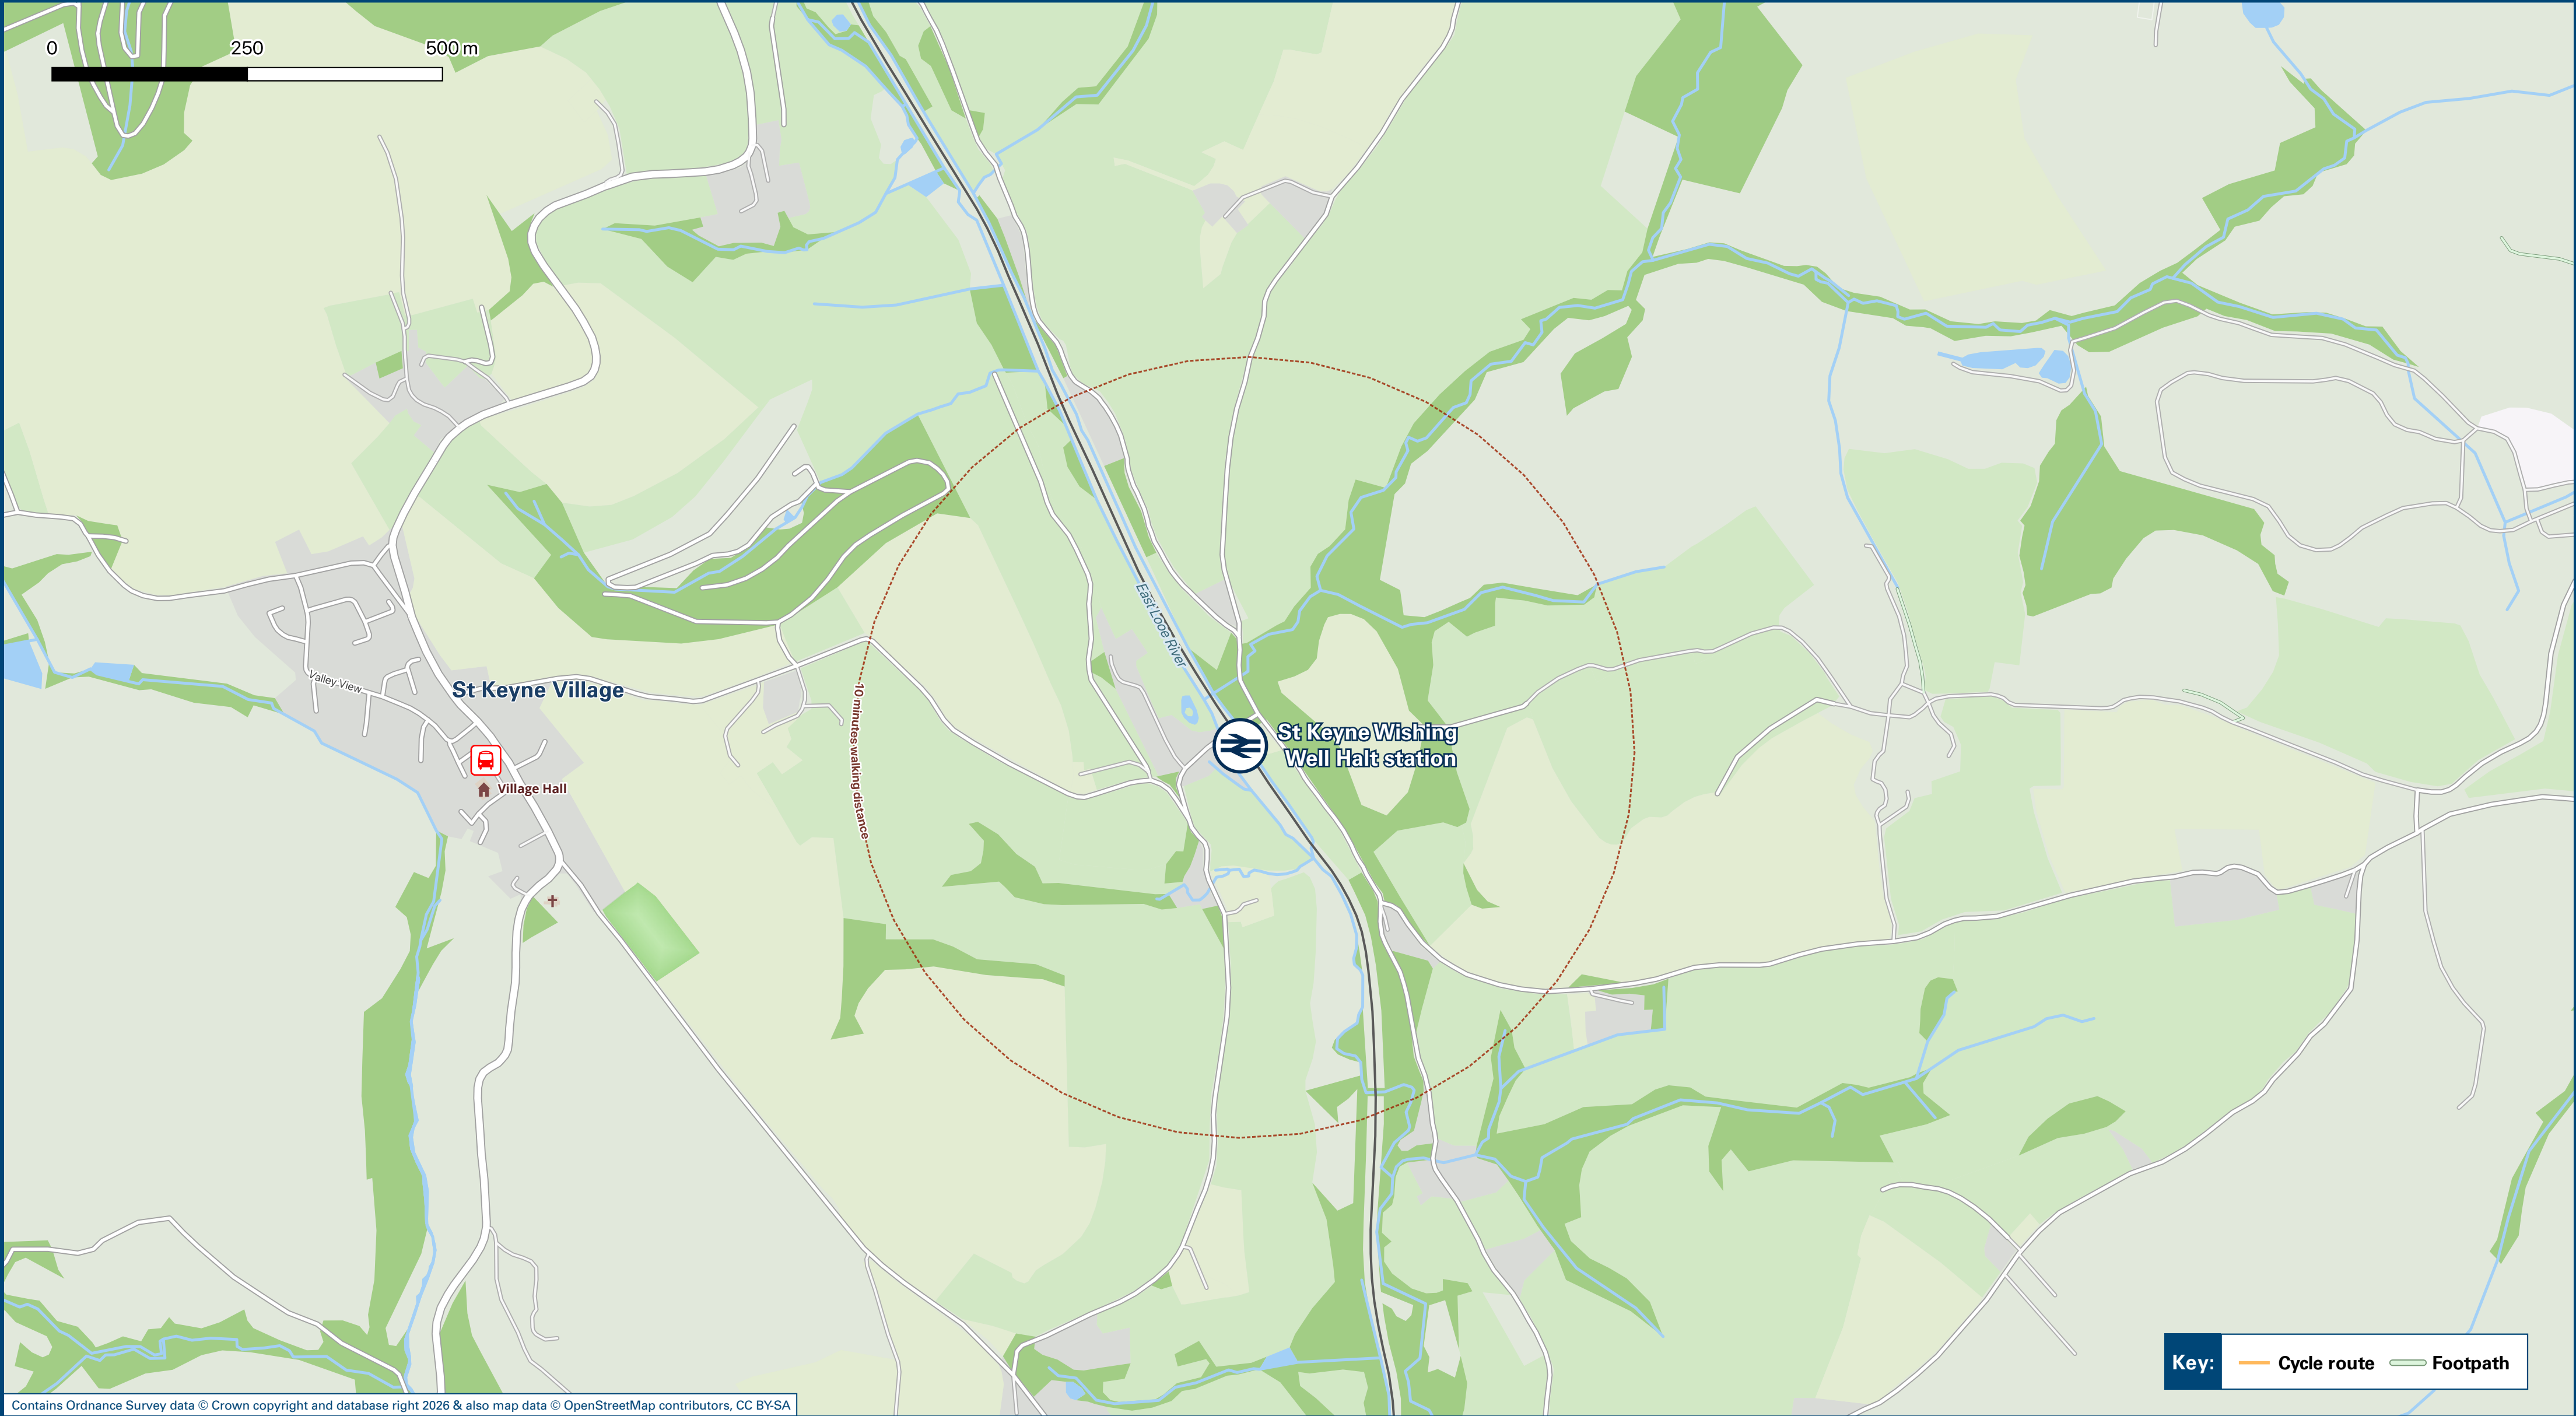 0 250 500 m
East Looe River
Valley View
St Keyne Village
10 minutes walking distance
St Keyne Wishing
Well Halt station
Village Hall
Key: Cycle route Footpath
Contains Ordnance Survey data © Crown copyright and database right 2026 & also map data © OpenStreetMap contributors, CC BY-SA